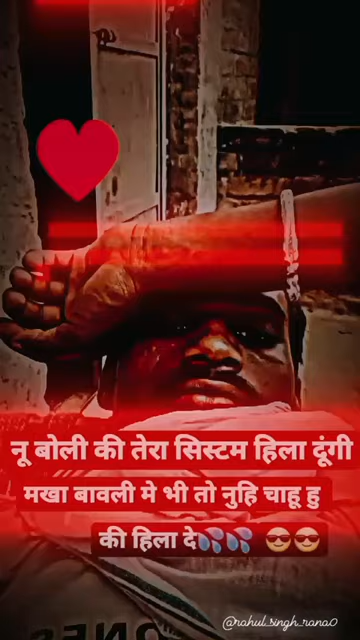 नू बोली की तेरा सिस्टम हिला दूंगी
मखा बावली मे भी तो नुहि चाहू हु
की हिला दे💦💦 😎😎
@rahul_singh_rana0